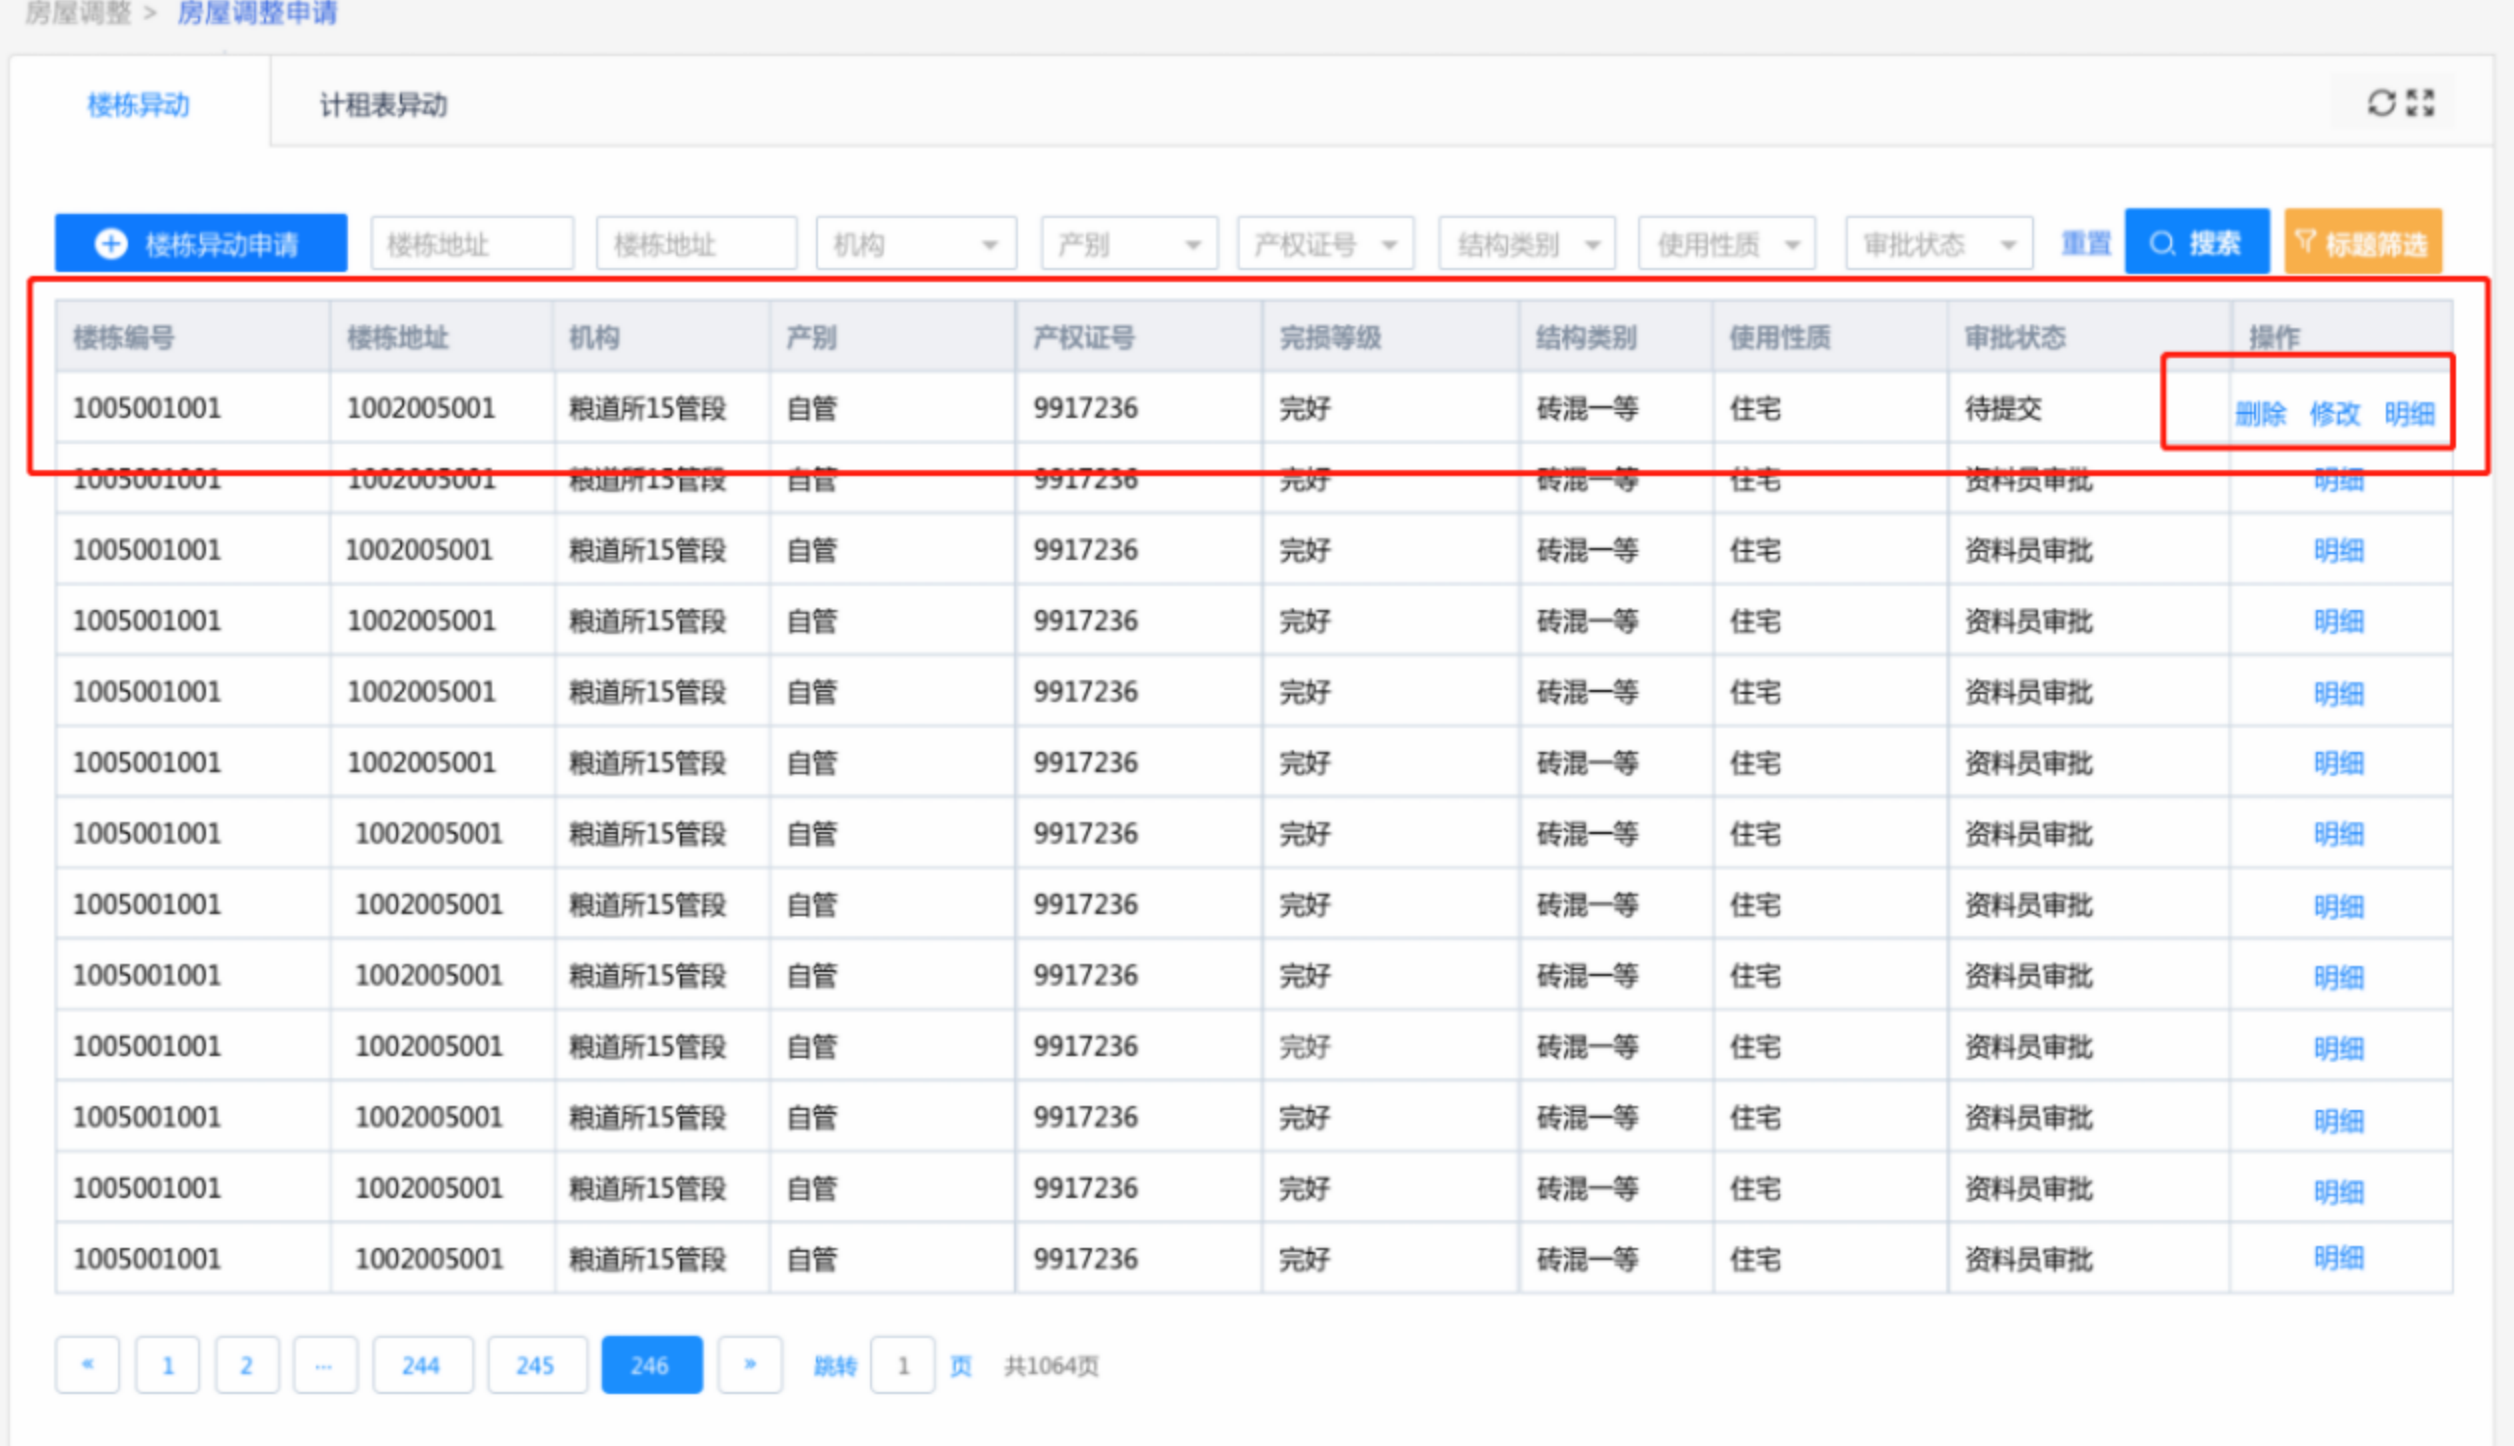 房屋调整 > 房屋调整申请
楼栋异动 计租表异动
楼栋异动申请 楼栋地址 楼栋地址 机构 产别 产权证号 结构类别 使用性质 审批状态 重置 搜索 标题筛选
楼栋编号 楼栋地址 机构 产别 产权证号 完损等级 结构类别 使用性质 审批状态 操作
1005001001 1002005001 粮道所15管段 自管 9917236 完好 砖混一等 住宅 待提交 删除 修改 明细
1005001001 1002005001 粮道所15管段 自管 9917236 完好 砖混一等 住宅 资料员审批 明细
1005001001 1002005001 粮道所15管段 自管 9917236 完好 砖混一等 住宅 资料员审批 明细
1005001001 1002005001 粮道所15管段 自管 9917236 完好 砖混一等 住宅 资料员审批 明细
1005001001 1002005001 粮道所15管段 自管 9917236 完好 砖混一等 住宅 资料员审批 明细
1005001001 1002005001 粮道所15管段 自管 9917236 完好 砖混一等 住宅 资料员审批 明细
1005001001 1002005001 粮道所15管段 自管 9917236 完好 砖混一等 住宅 资料员审批 明细
1005001001 1002005001 粮道所15管段 自管 9917236 完好 砖混一等 住宅 资料员审批 明细
1005001001 1002005001 粮道所15管段 自管 9917236 完好 砖混一等 住宅 资料员审批 明细
1005001001 1002005001 粮道所15管段 自管 9917236 完好 砖混一等 住宅 资料员审批 明细
1005001001 1002005001 粮道所15管段 自管 9917236 完好 砖混一等 住宅 资料员审批 明细
1005001001 1002005001 粮道所15管段 自管 9917236 完好 砖混一等 住宅 资料员审批 明细
1005001001 1002005001 粮道所15管段 自管 9917236 完好 砖混一等 住宅 资料员审批 明细
« 1 2 ... 244 245 246 » 跳转 1 页 共1064页